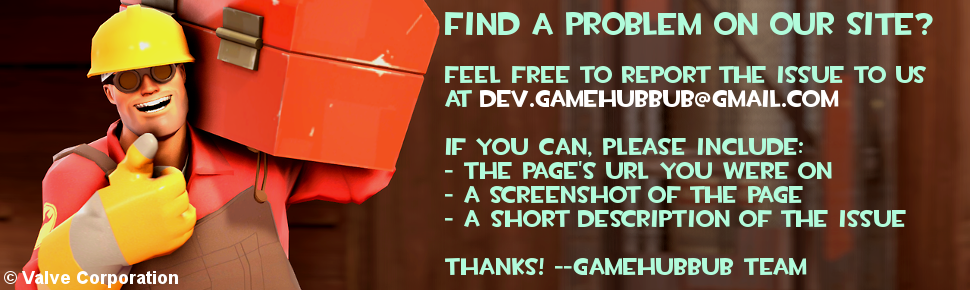 FIND A PROBLEM ON OUR SITE?
FEEL FREE TO REPORT THE ISSUE TO US
AT DEV.GAMEHUBBUB@GMAIL.COM
IF YOU CAN, PLEASE INCLUDE:
- THE PAGE'S URL YOU WERE ON
- A SCREENSHOT OF THE PAGE
- A SHORT DESCRIPTION OF THE ISSUE
THANKS! --GAMEHUBBUB TEAM
© Valve Corporation